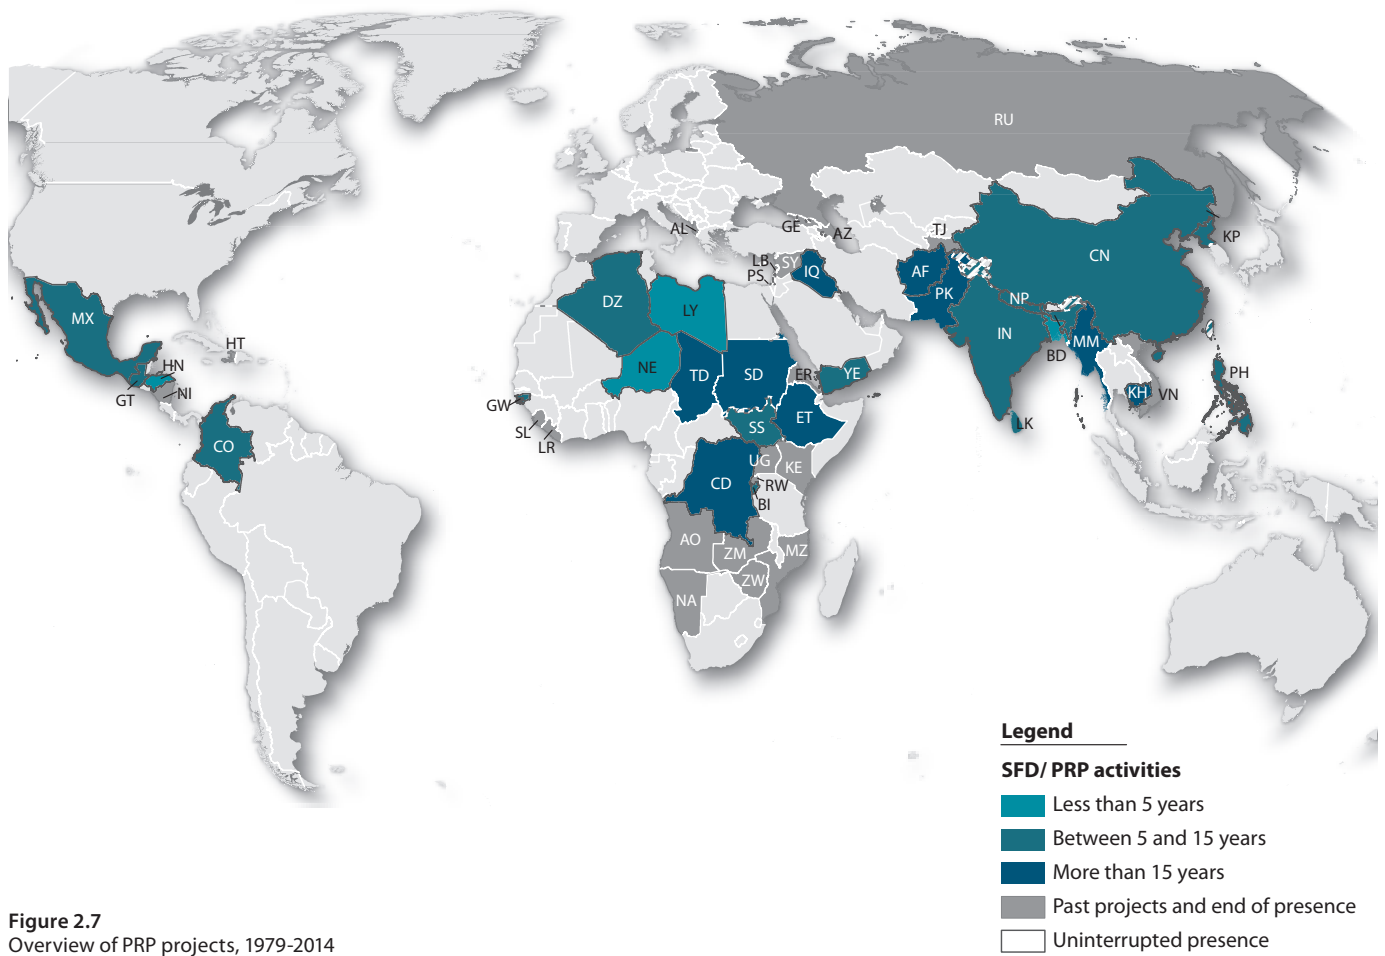 RU
GE
AZ
TJ
AL
KP
CN
LB
SY
PS
IQ
AF
PK
NP
DZ
LY
MX
IN
MM
BD
HT
HN
NE
TD
SD
ER
YE
PH
GT
NI
KH
VN
GW
ET
LK
SL
SS
LR
CO
UG
KE
CD
RW
BI
AO
ZM
MZ
ZW
NA
Legend
SFD/ PRP activities
Less than 5 years
Between 5 and 15 years
More than 15 years
Past projects and end of presence
Uninterrupted presence
Figure 2.7
Overview of PRP projects, 1979-2014